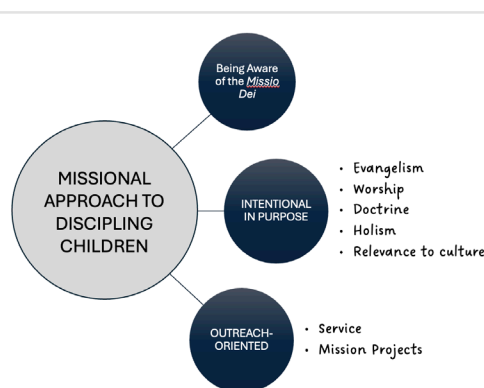 Being Aware
of the Missio
Dei
MISSIONAL
APPROACH TO
DISCIPLING
CHILDREN
INTENTIONAL
IN PURPOSE
• Evangelism
• Worship
• Doctrine
• Holism
• Relevance to culture
OUTREACH-
ORIENTED
• Service
• Mission Projects